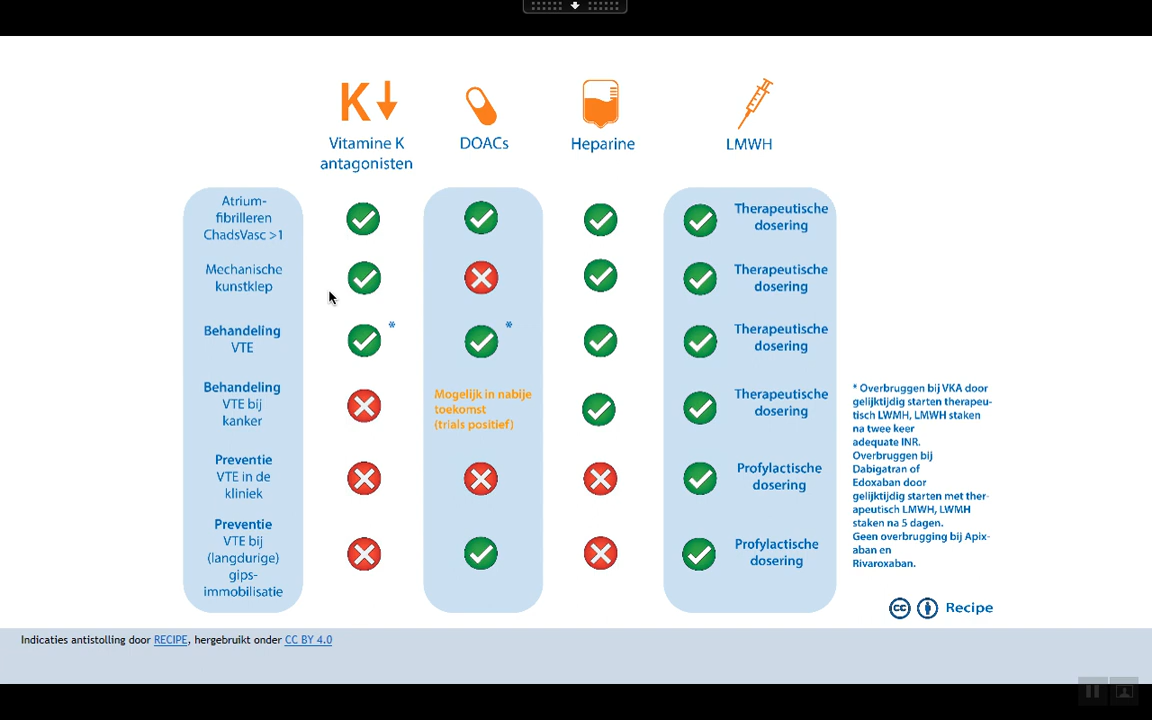 K
Vitamine K
antagonisten
DOACs
Heparine
LMWH
Atrium-
fibrilleren
ChadsVasc >1
Therapeutische
dosering
Mechanische
kunstklep
Therapeutische
dosering
Behandeling
VTE
*
*
Therapeutische
dosering
Behandeling
VTE bij
kanker
Mogelijk in nabije
toekomst
(trials positief)
Therapeutische
dosering
Preventie
VTE in de
kliniek
Profylactische
dosering
Preventie
VTE bij
(langdurige)
gips-
immobilisatie
Profylactische
dosering
* Overbruggen bij VKA door
gelijktijdig starten therapeu-
tisch LWMH, LMWH staken
na twee keer
adequate INR.
Overbruggen bij
Dabigatran of
Edoxaban door
gelijktijdig starten met ther-
apeutisch LMWH, LWMH
staken na 5 dagen.
Geen overbrugging bij Apix-
aban en
Rivaroxaban.
cc Recipe
Indicaties antistolling door RECIPE, hergebruikt onder CC BY 4.0